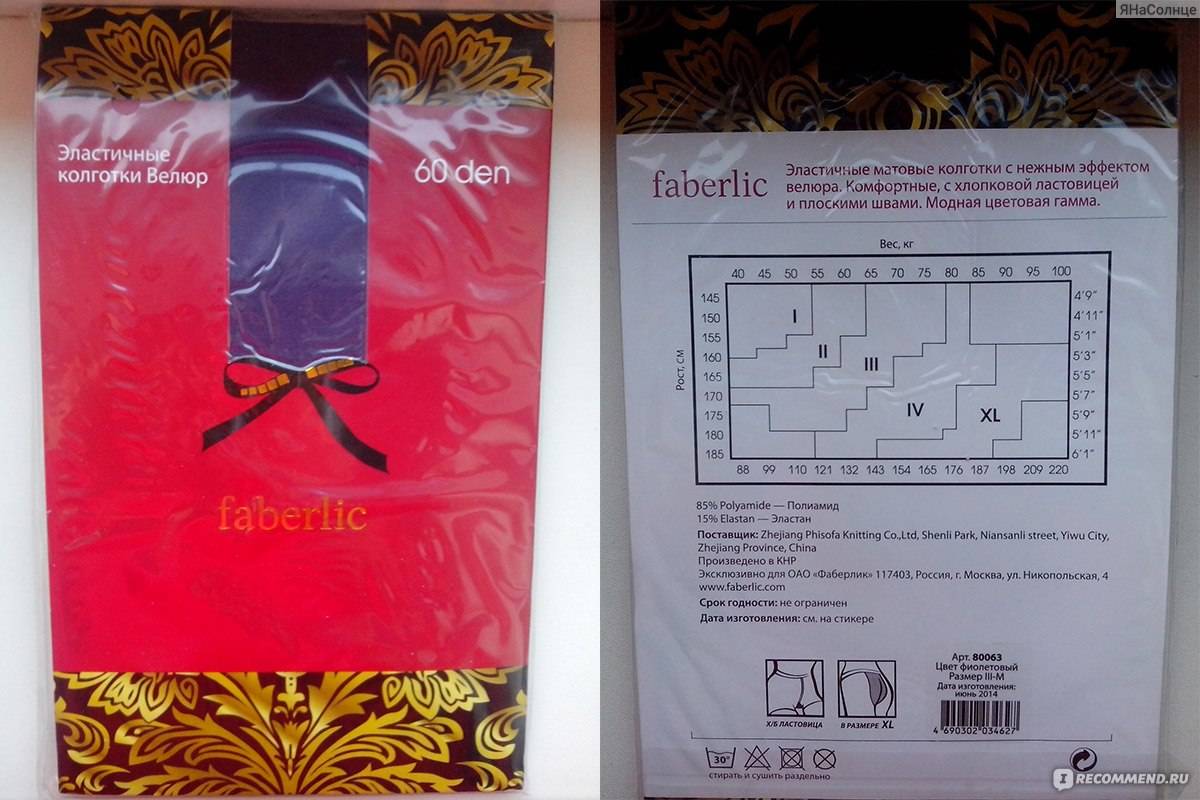 Эластичные
колготки Велюр
60 den
faberlic
ЯНаСолнце
faberlic
Эластичные матовые колготки с нежным эффектом
велюра. Комфортные, с хлопковой ластовицей
и плоскими швами. Модная цветовая гамма.
Вес, кг
40 45 50 55 60 65 70 75 80 85 90 95 100
Рост, см
145 4'9"
150 4'11"
155 5'1"
160 5'3"
165 5'5"
170 5'7"
175 5'9"
180 5'11"
185 6'1"
I
II
III
IV
XL
88 99 110 121 132 143 154 165 176 187 198 209 220
85% Polyamide — Полиамид
15% Elastan — Эластан
Поставщик: Zhejiang Phisofa Knitting Co.,Ltd, Shenli Park, Niansanli street, Yiwu City,
Zhejiang Province, China
Произведено в КНР
Эксклюзивно для ОАО «Фаберлик» 117403, Россия, г. Москва, ул. Никопольская, 4
www.faberlic.com
Срок годности: не ограничен
Дата изготовления: см. на стикере
Х/Б ЛАСТОВИЦА
В РАЗМЕРЕ XL
Арт. 80063
Цвет фиолетовый
Размер III-M
Дата изготовления:
июнь 2014
4 690302 034627
30°
стирать и сушить раздельно
IRECOMMEND.RU